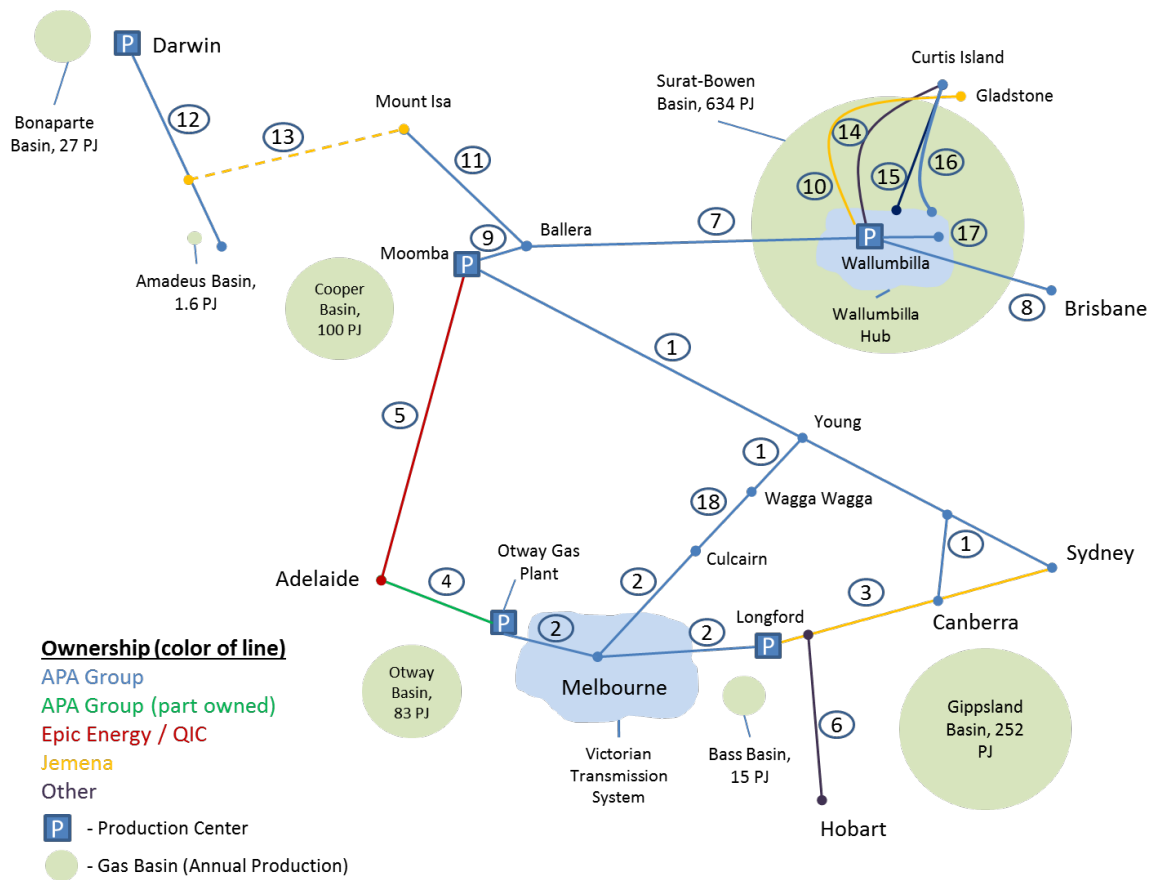 P
Darwin
Bonaparte
Basin, 27 PJ
12
13
Mount Isa
11
Amadeus Basin,
1.6 PJ
Moomba
P
9
Ballera
7
Cooper
Basin,
100 PJ
Surat-Bowen
Basin, 634 PJ
Curtis Island
Gladstone
14
10
15
16
P
17
Wallumbilla
8
Brisbane
Wallumbilla
Hub
1
5
Young
1
Wagga Wagga
18
Culcairn
2
1
Sydney
Adelaide
4
Otway Gas
Plant
P
2
2
Longford
P
3
Canberra
Melbourne
Victorian
Transmission
System
Otway
Basin,
83 PJ
Bass Basin,
15 PJ
6
Hobart
Gippsland
Basin, 252
PJ
Ownership (color of line)
APA Group
APA Group (part owned)
Epic Energy / QIC
Jemena
Other
P - Production Center
- Gas Basin (Annual Production)